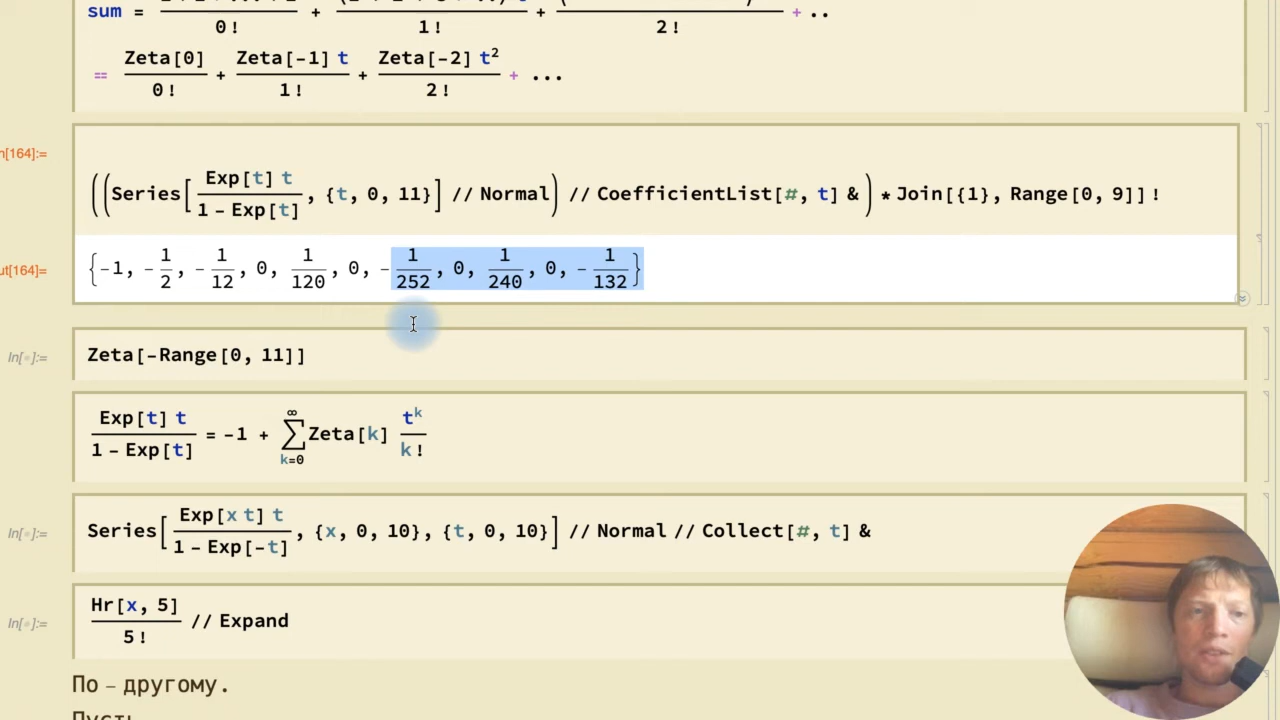 sum = 0! + 1! + 2! + ..
== Zeta[0]/0! + Zeta[-1] t/1! + Zeta[-2] t²/2! + ...
n[164]:=
((Series[Exp[t] t/(1 - Exp[t]), {t, 0, 11}] // Normal) // CoefficientList[#, t] &) * Join[{1}, Range[0, 9]] !
ut[164]=
{-1, -1/2, -1/12, 0, 1/120, 0, -1/252, 0, 1/240, 0, -1/132}
In[∘]:=
Zeta[-Range[0, 11]]
Exp[t] t/(1 - Exp[t]) = -1 + ∑_{k=0}^{∞} Zeta[k] t^k/k!
In[∘]:=
Series[Exp[x t] t/(1 - Exp[-t]), {x, 0, 10}, {t, 0, 10}] // Normal // Collect[#, t] &
In[∘]:=
Hr[x, 5]/5! // Expand
По - другому.
Пусть